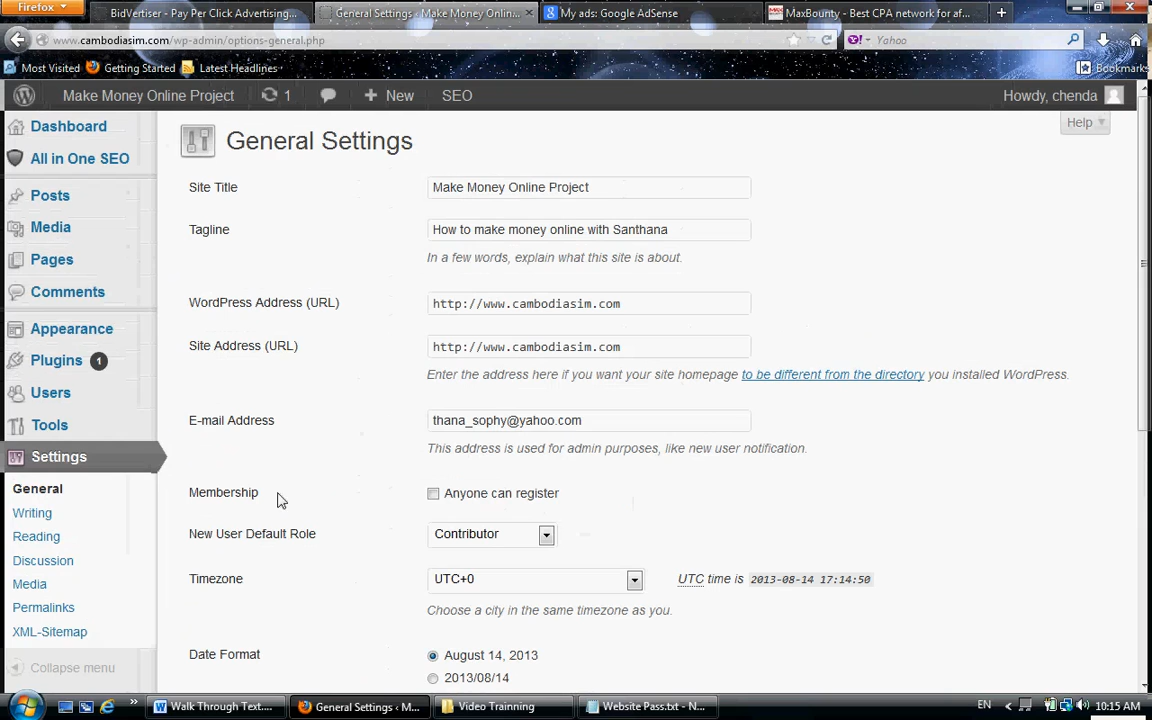 Firefox
BidVertiser - Pay Per Click Advertising...
General Settings ‹ Make Money Onlin...
My ads: Google AdSense
MaxBounty - Best CPA network for af...
www.cambodiasim.com/wp-admin/options-general.php
Yahoo
Most Visited
Getting Started
Latest Headlines
Bookmarks
Make Money Online Project
1
New
SEO
Howdy, chenda
Dashboard
All in One SEO
Posts
Media
Pages
Comments
Appearance
Plugins 1
Users
Tools
Settings
General
Writing
Reading
Discussion
Media
Permalinks
XML-Sitemap
Collapse menu
Help
General Settings
Site Title
Make Money Online Project
Tagline
How to make money online with Santhana
In a few words, explain what this site is about.
WordPress Address (URL)
http://www.cambodiasim.com
Site Address (URL)
http://www.cambodiasim.com
Enter the address here if you want your site homepage to be different from the directory you installed WordPress.
E-mail Address
thana_sophy@yahoo.com
This address is used for admin purposes, like new user notification.
Membership
Anyone can register
New User Default Role
Contributor
Timezone
UTC+0
UTC time is 2013-08-14 17:14:50
Choose a city in the same timezone as you.
Date Format
August 14, 2013
2013/08/14
Walk Through Text....
General Settings ‹ M...
Video Trainning
Website Pass.txt - N...
EN
10:15 AM